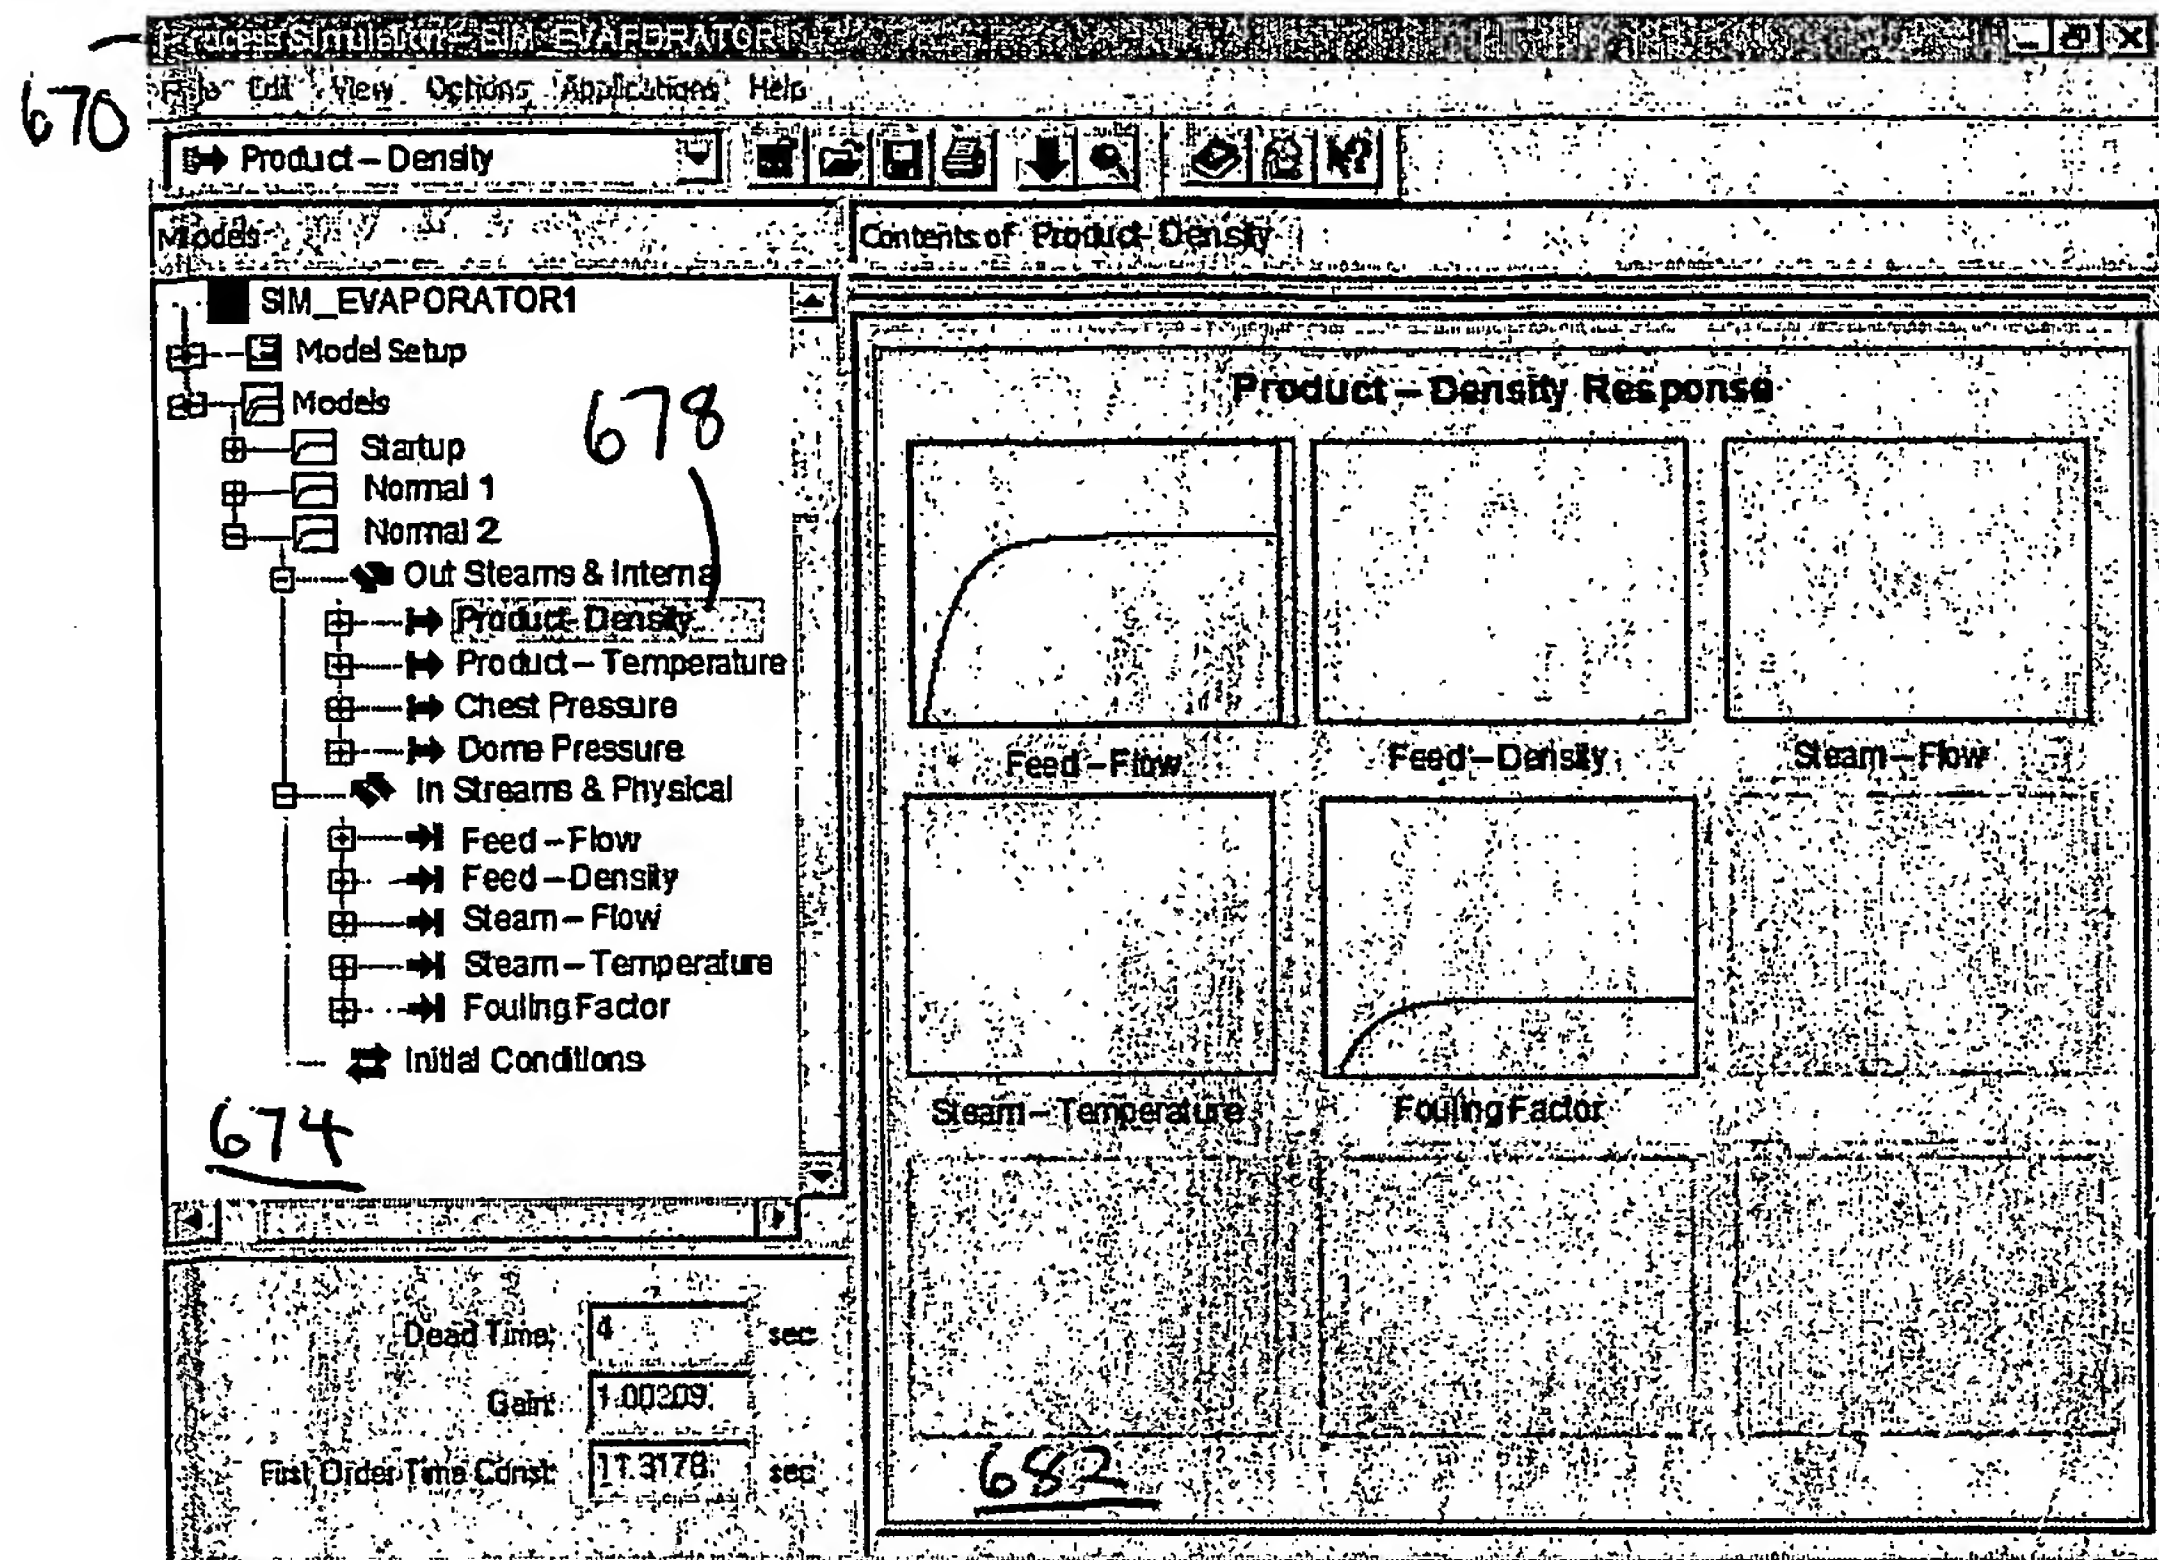 Process Simulation – SIM_EVAPORATOR1
670
File Edit View Options Applications Help
Product – Density
Models
Contents of Product-Density
SIM_EVAPORATOR1
Model Setup
Models
Startup
Normal 1
Normal 2
678
Out Steams & Internal
Product-Density
Product – Temperature
Chest Pressure
Dome Pressure
In Streams & Physical
Feed – Flow
Feed – Density
Steam – Flow
Steam – Temperature
Fouling Factor
Initial Conditions
674
Dead Time: 4 sec
Gain: 1.00209
First Order Time Const: 11.3178 sec
Product – Density Response
Feed – Flow
Feed – Density
Steam – Flow
Steam – Temperature
Fouling Factor
682